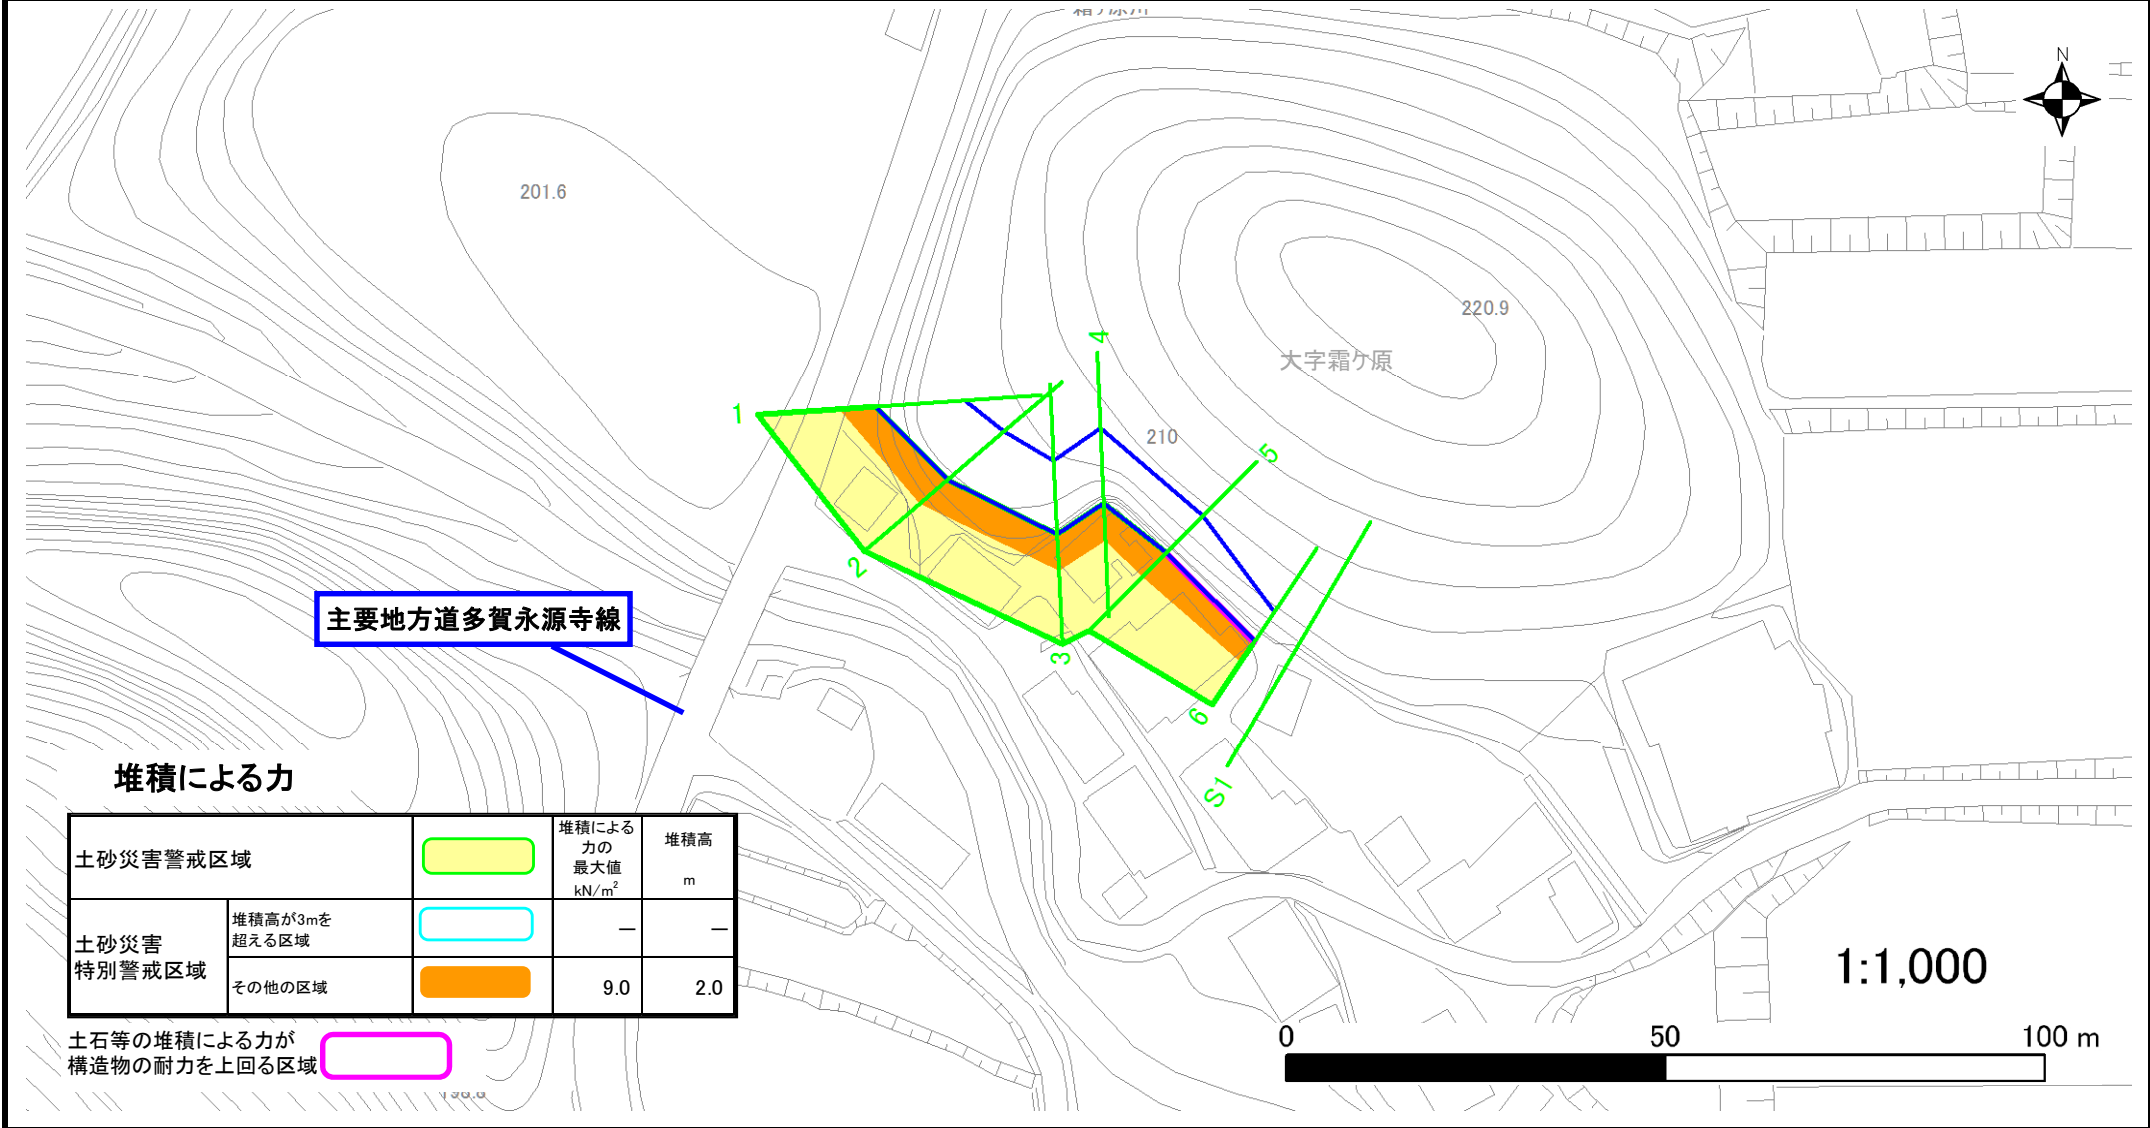 霜ケ原川
N
201.6
220.9
大字霜ケ原
210
1
2
3
4
5
6
S1
主要地方道多賀永源寺線
堆積による力
土砂災害警戒区域
堆積による
力の
最大値
kN/m²
堆積高
m
土砂災害
特別警戒区域
堆積高が3mを
超える区域
—
—
その他の区域
9.0
2.0
土石等の堆積による力が
構造物の耐力を上回る区域
1:1,000
0 50 100 m